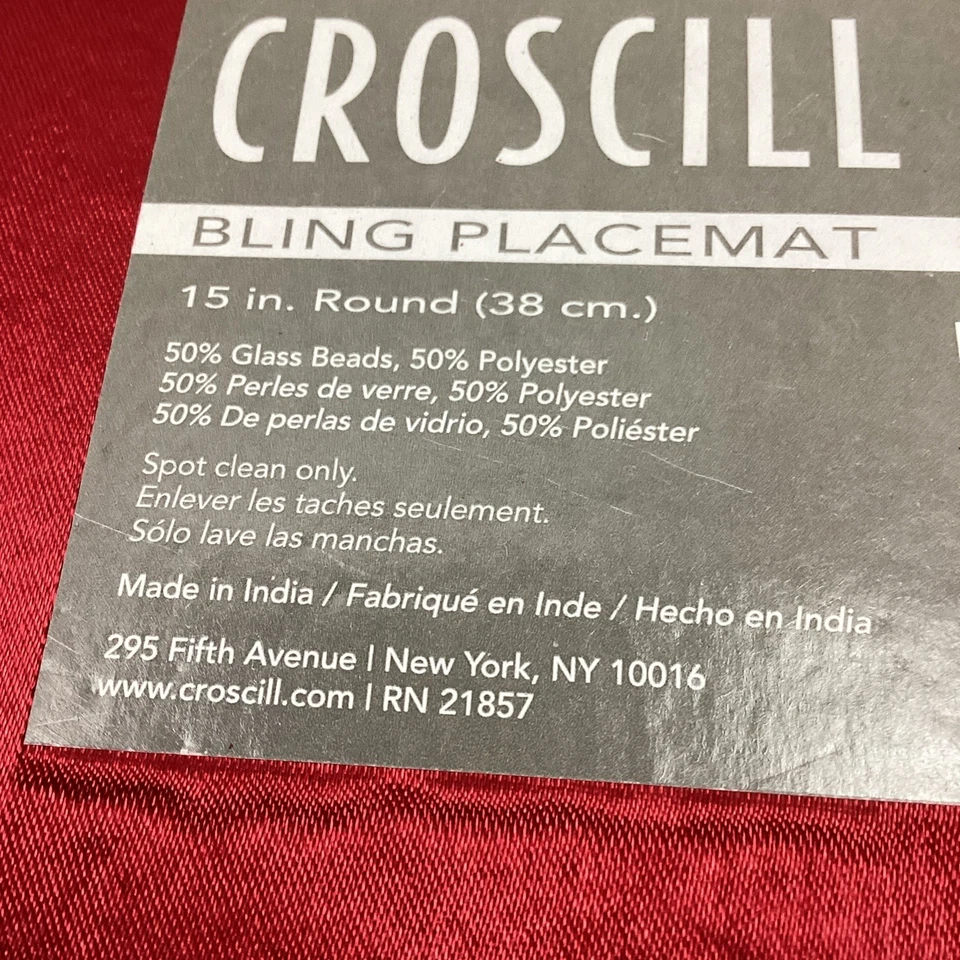 CROSCILL
BLING PLACEMAT
15 in. Round (38 cm.)
50% Glass Beads, 50% Polyester
50% Perles de verre, 50% Polyester
50% De perlas de vidrio, 50% Poliéster
Spot clean only.
Enlever les taches seulement.
Sólo lave las manchas.
Made in India / Fabriqué en Inde / Hecho en India
295 Fifth Avenue | New York, NY 10016
www.croscill.com | RN 21857